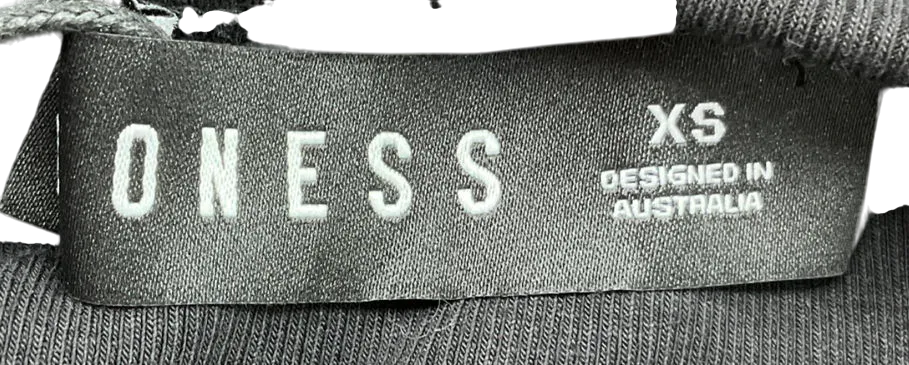 ONESS
XS
DESIGNED IN
AUSTRALIA